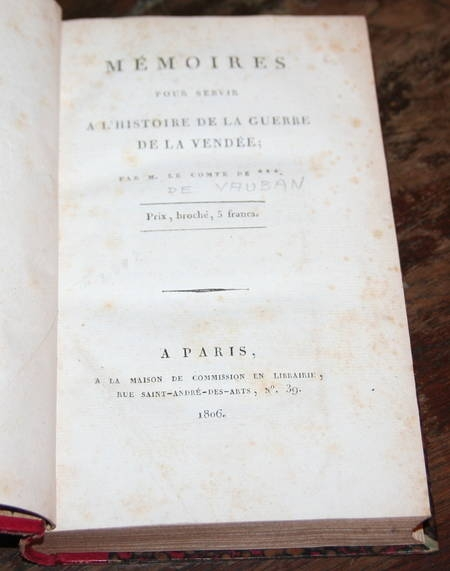 MÉMOIRES
POUR SERVIR
A L'HISTOIRE DE LA GUERRE
DE LA VENDÉE;
PAR M. LE COMTE DE ***.
DE VAUBAN
Prix, broché, 5 francs.
A PARIS,
A LA MAISON DE COMMISSION EN LIBRAIRIE,
RUE SAINT-ANDRÉ-DES-ARTS, N°. 39.
1806.